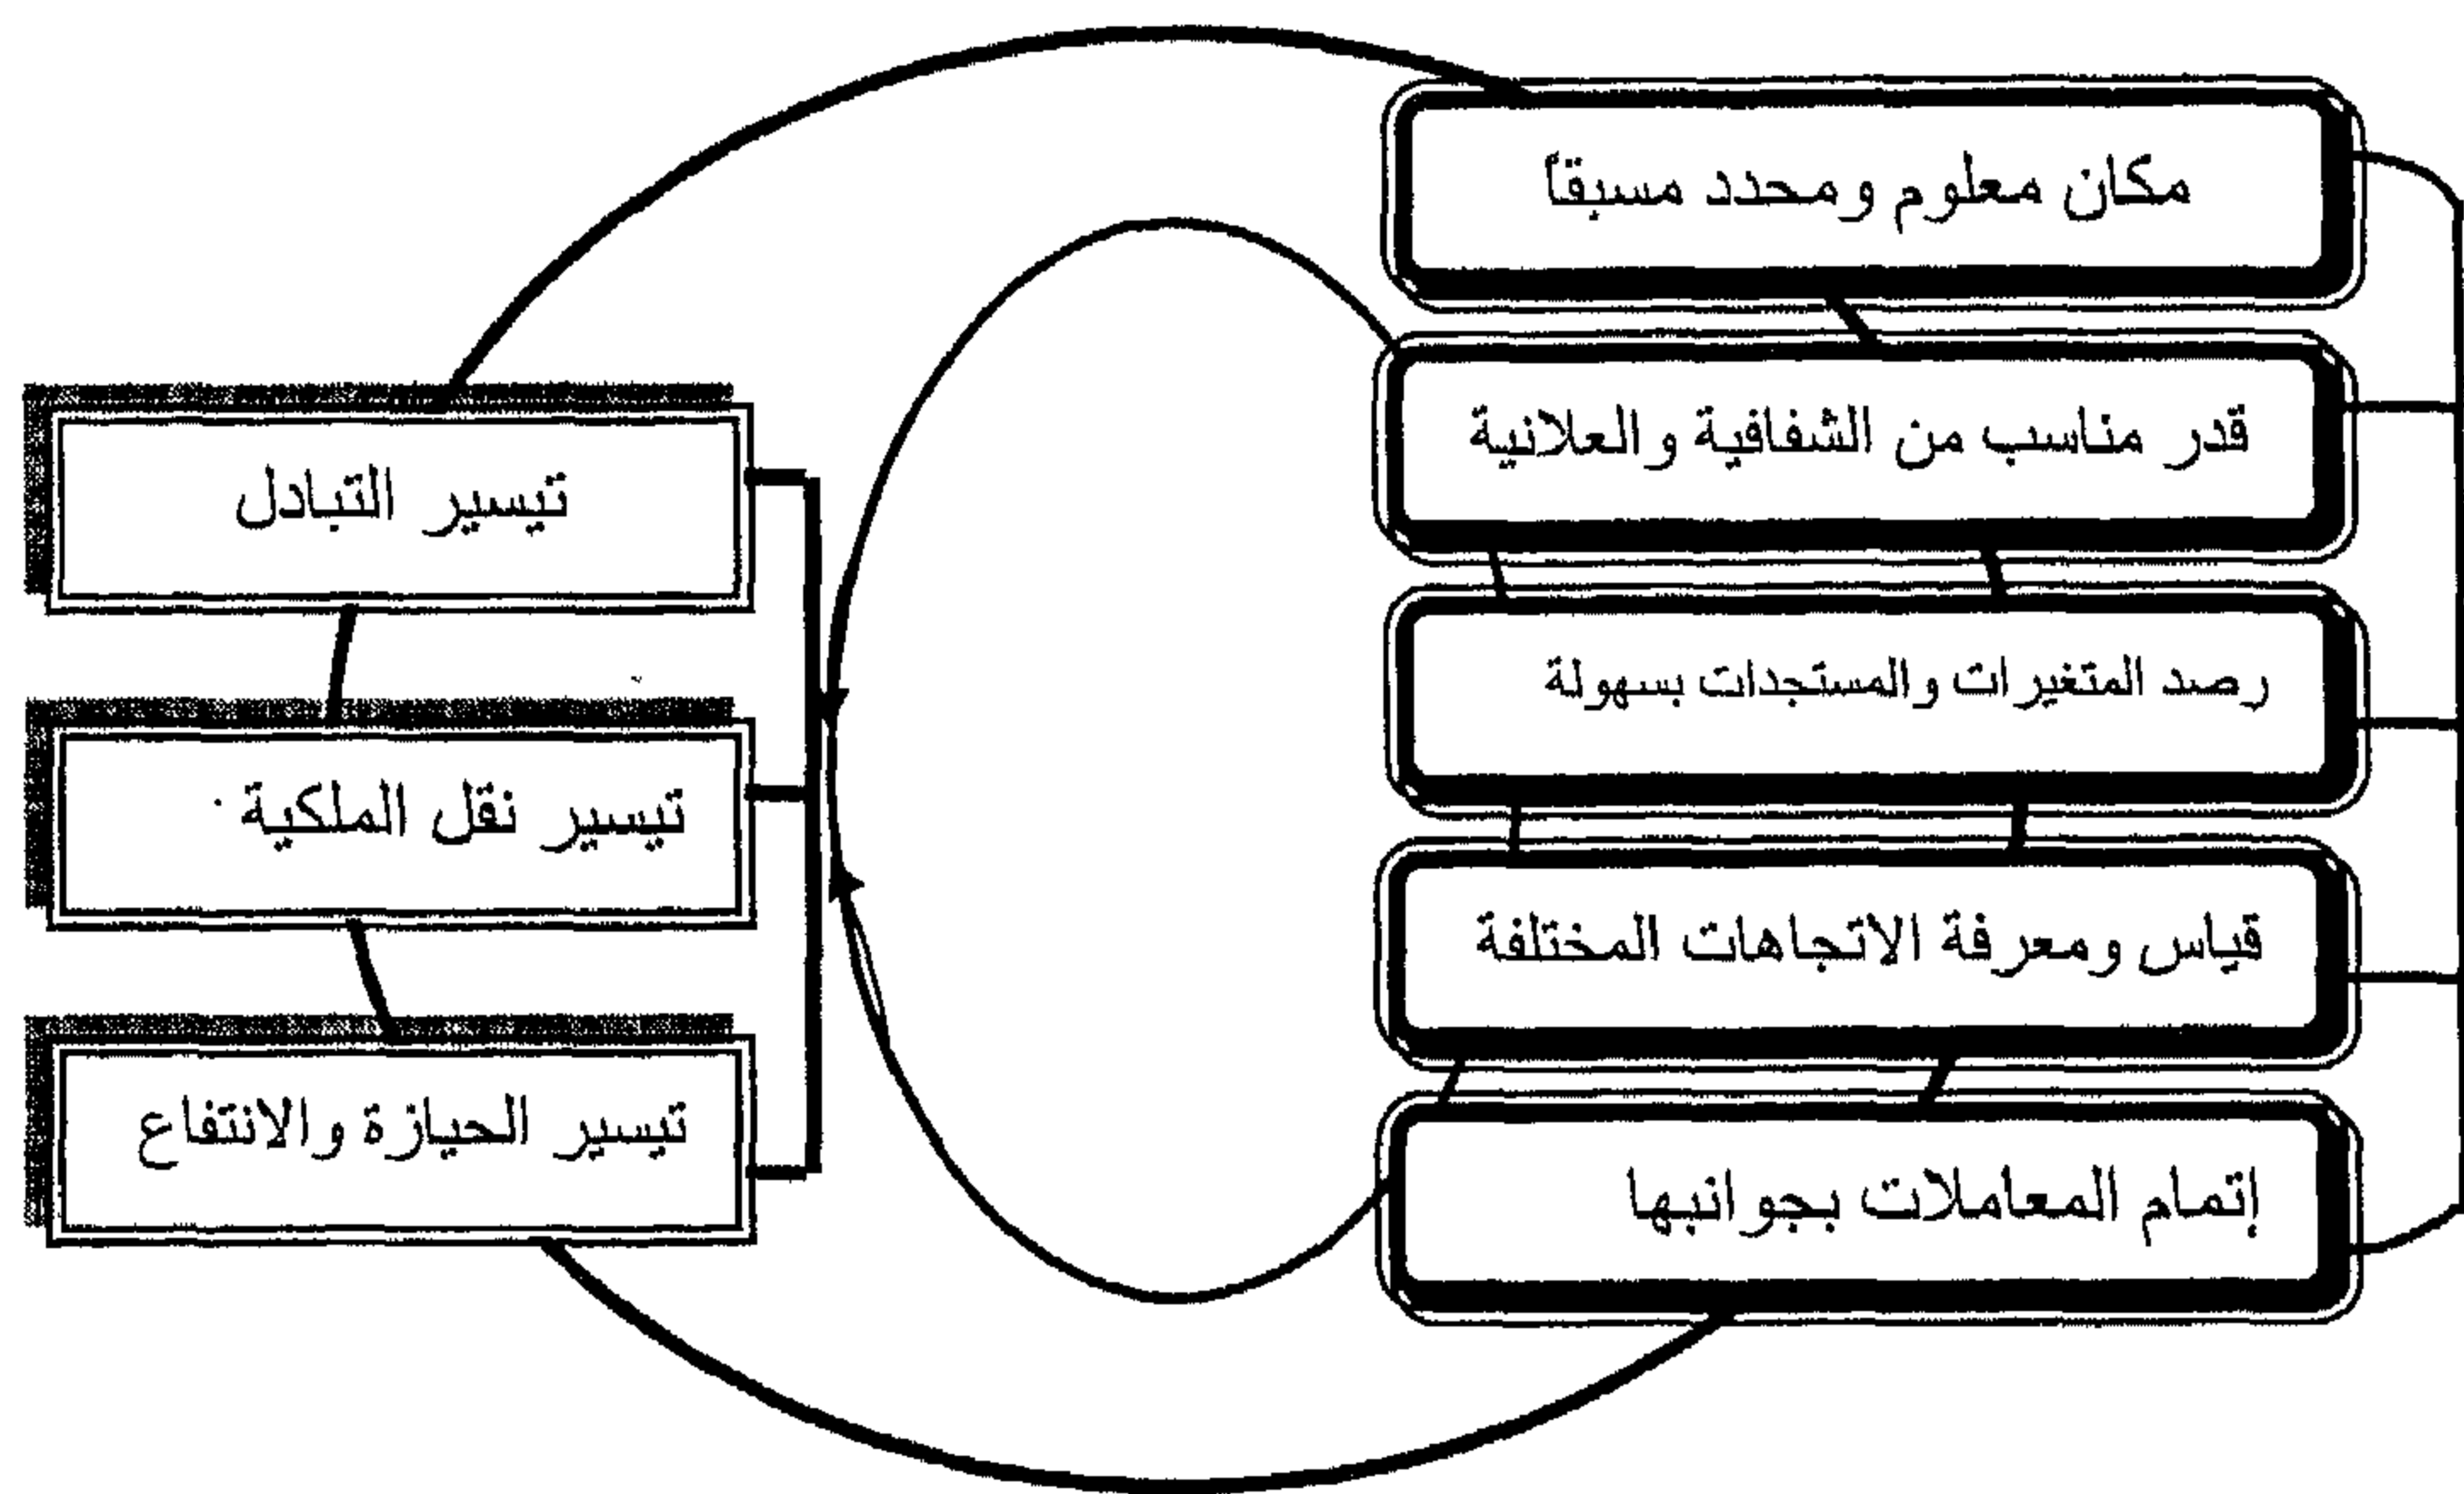 مكان معلوم ومحدد مسبقاً
قدر مناسب من الشفافية والعلانية
رصد المتغيرات والمستجدات بسهولة
قياس ومعرفة الاتجاهات المختلفة
إتمام المعاملات بجوانبها
تيسير التبادل
تيسير نقل الملكية
تيسير الحيازة والانتفاع